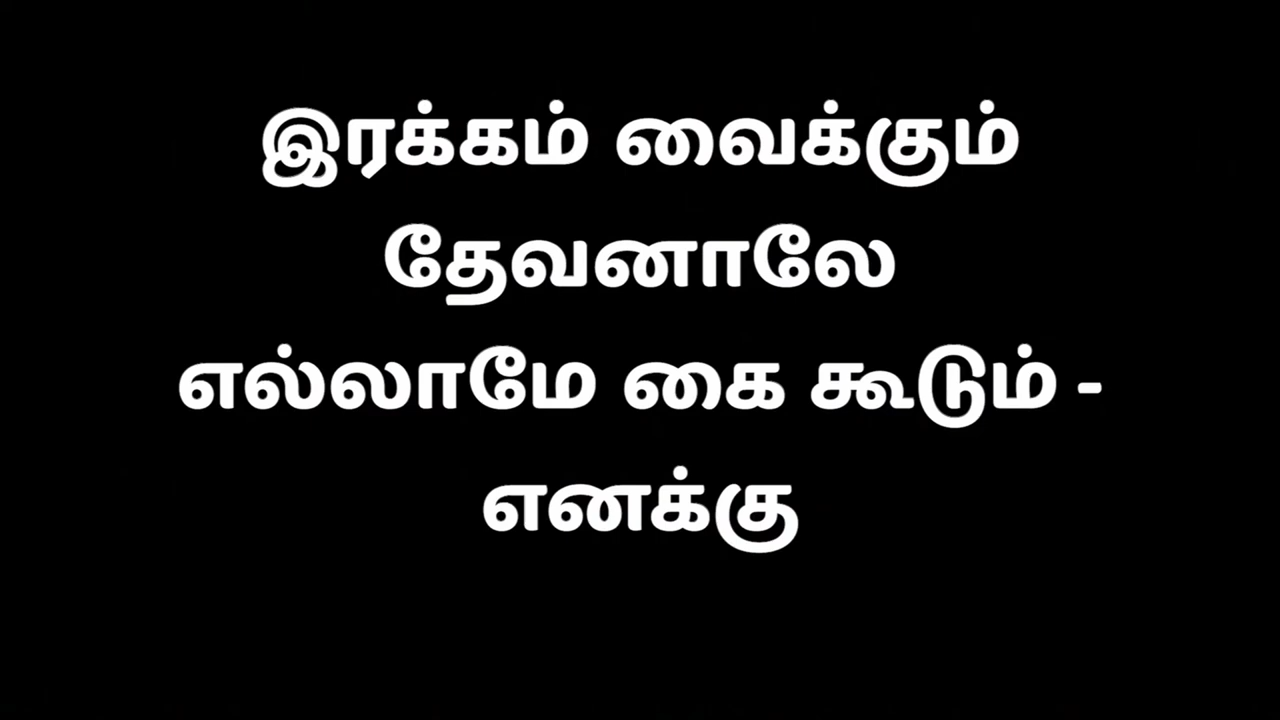 இரக்கம் வைக்கும்
தேவனாலே
எல்லாமே கை கூடும் -
எனக்கு